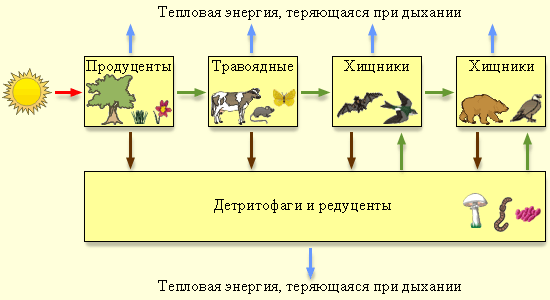 Тепловая энергия, теряющаяся при дыхании
Продуценты
Травоядные
Хищники
Хищники
Детритофаги и редуценты
Тепловая энергия, теряющаяся при дыхании